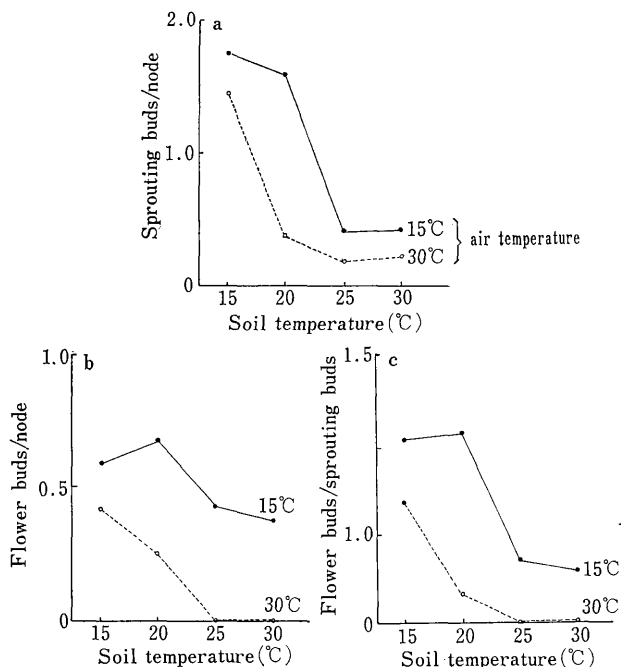 2.0
a
1.0
0
Sprouting buds/node
15℃
30℃
air temperature
15 20 25 30
Soil temperature(℃)
1.0
b
0.5
0
Flower buds/node
15℃
30℃
15 20 25 30
Soil temperature(℃)
1.5
c
1.0
0
Flower buds/sprouting buds
15℃
30℃
15 20 25 30
Soil temperature(℃)